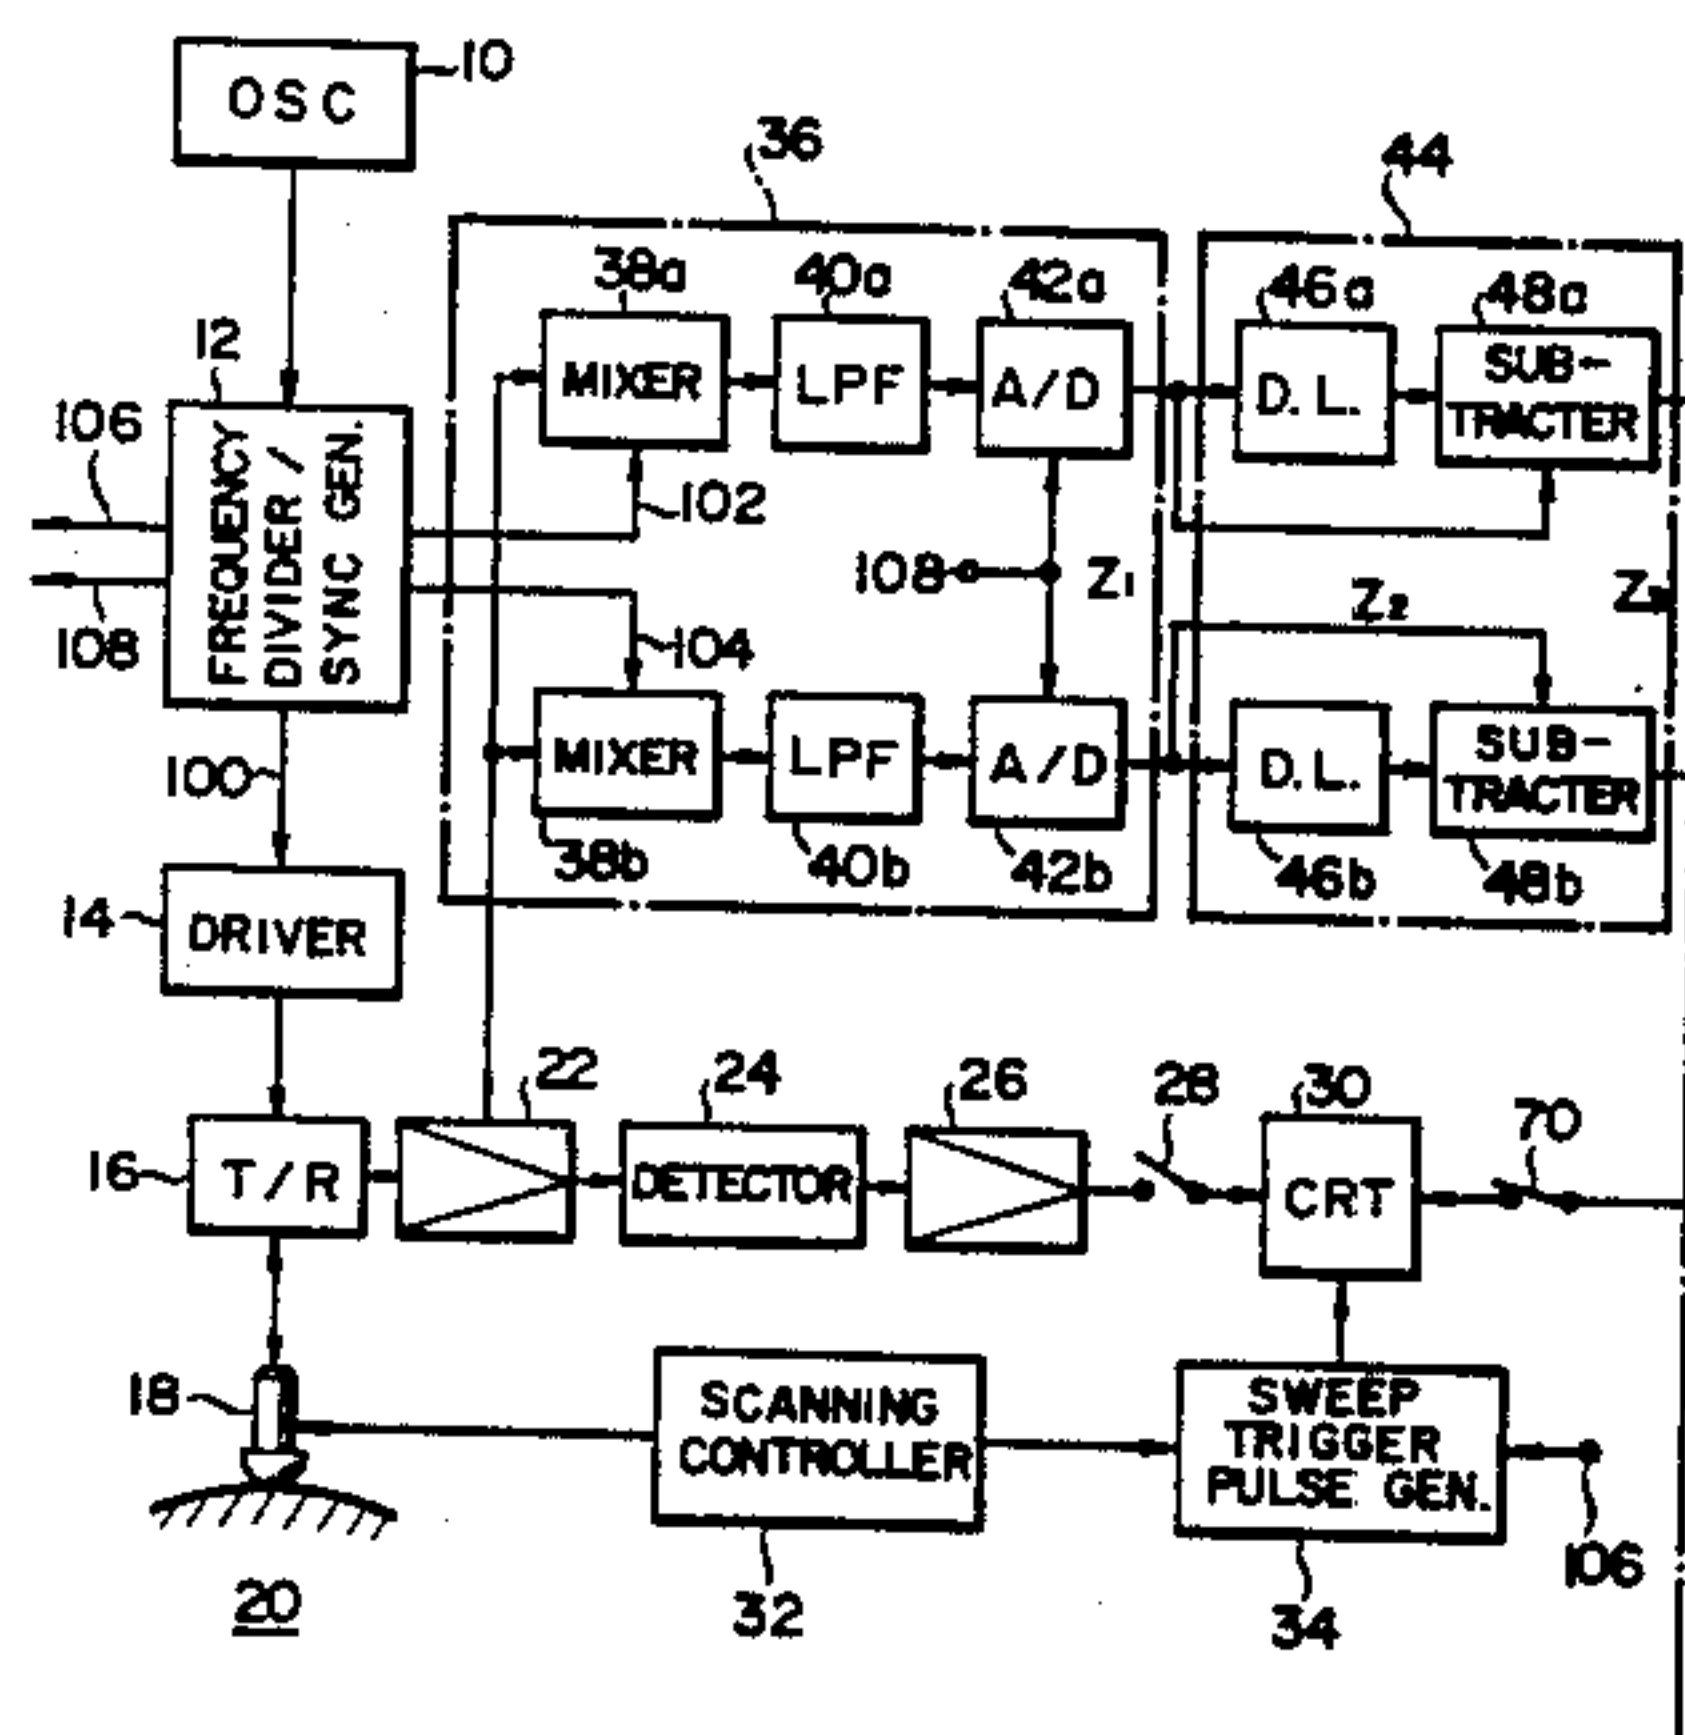 10
OSC
36
44
38a
40a
42a
46a
48a
12
MIXER
LPF
A/D
D.L.
SUB-
TRACTER
106
FREQUENCY
DIVIDER /
SYNC GEN.
102
108
Z1
Z2
108
104
MIXER
LPF
A/D
D.L.
SUB-
TRACTER
100
38b
40b
42b
46b
48b
14
DRIVER
22
24
26
28
30
70
16
T/R
DETECTOR
CRT
18
SCANNING
CONTROLLER
SWEEP
TRIGGER
PULSE GEN.
106
20
32
34